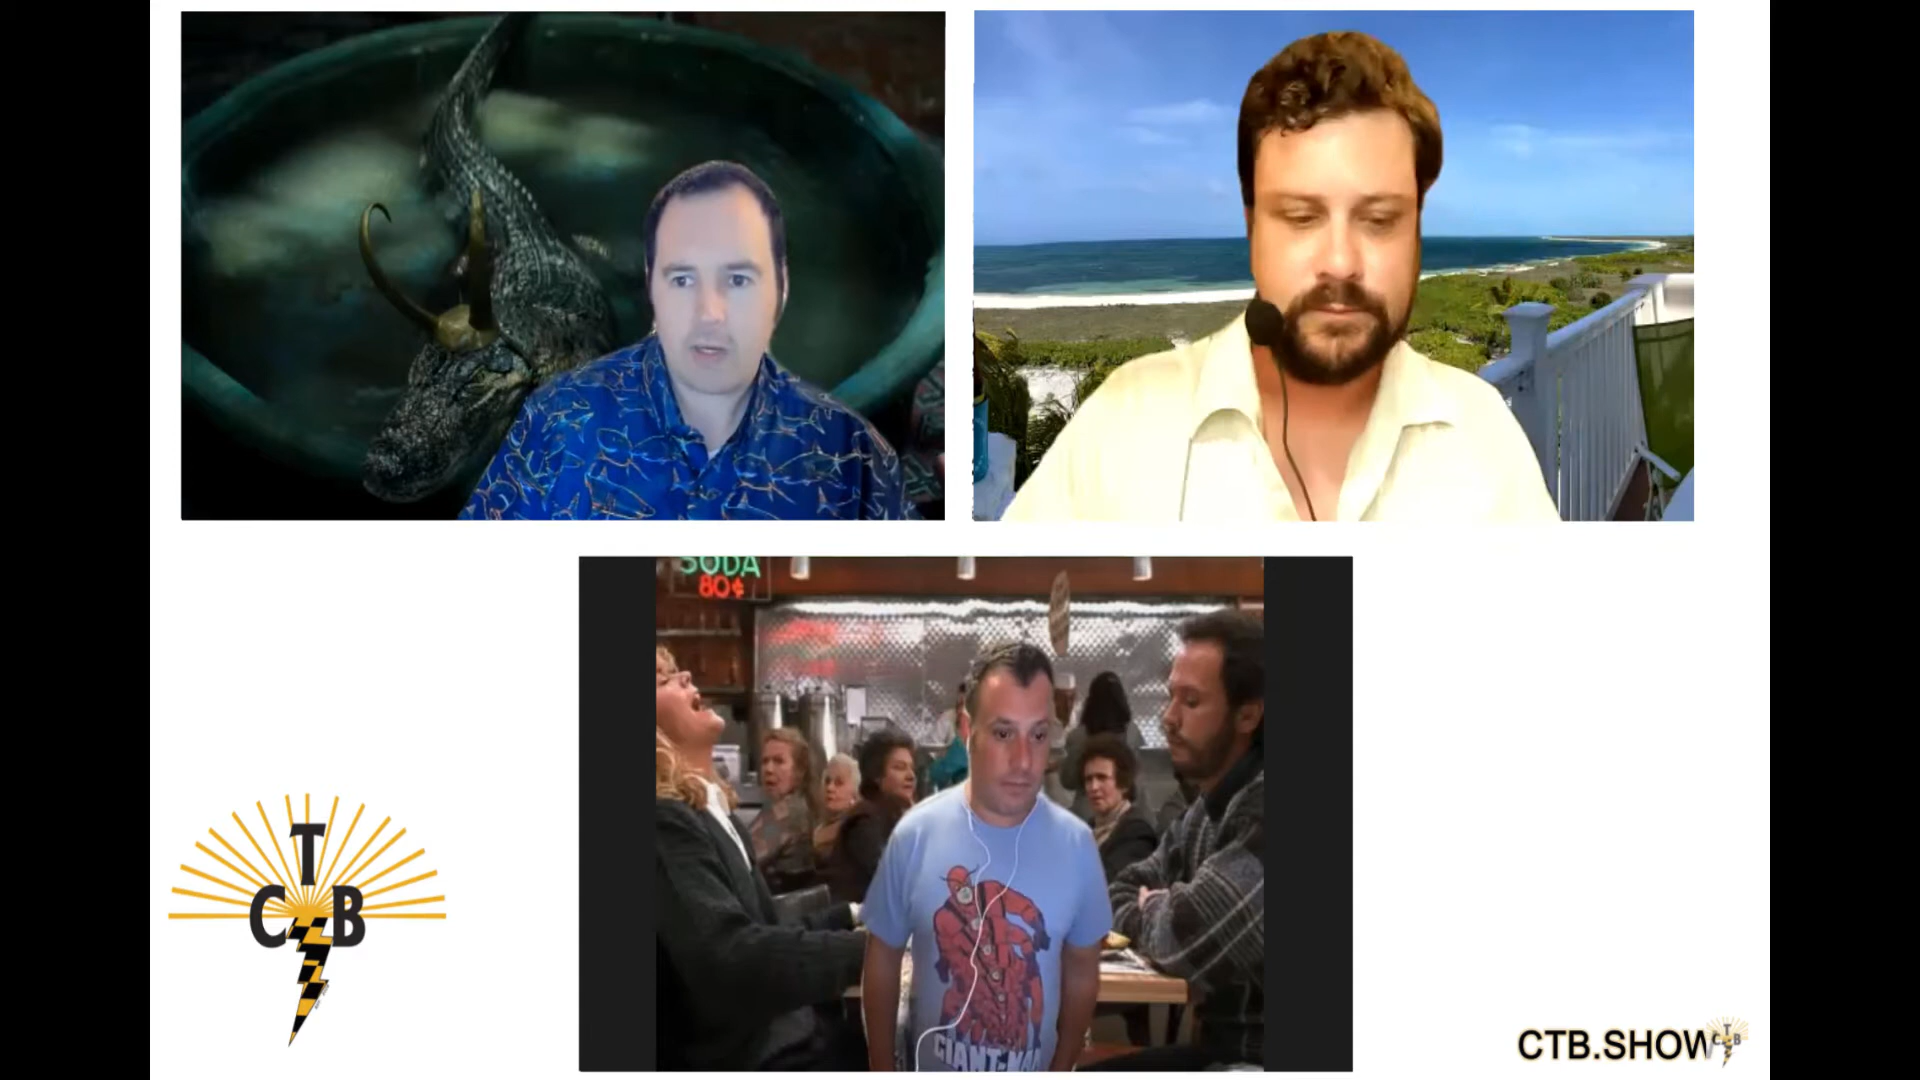 SODA
80¢
T
C B
GIANT-MAN
CTB.SHOW
T
C B